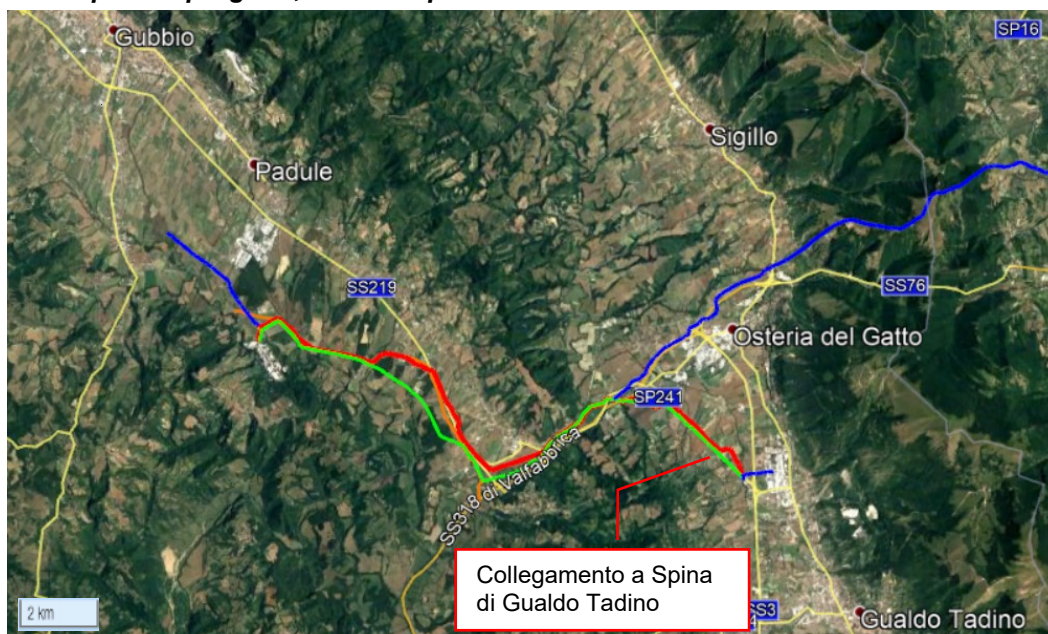 Gubbio
SP16
Sigillo
Padule
SS219
SS76
Osteria del Gatto
SP241
SS318 di Valfabbrica
Collegamento a Spina
di Gualdo Tadino
2 km
SS3
Gualdo Tadino